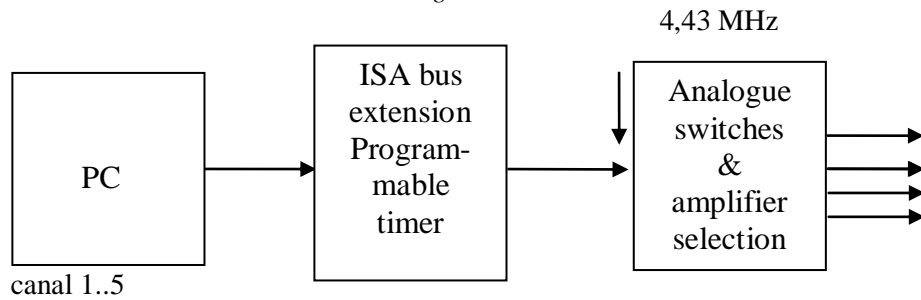 4,43 MHz
PC
ISA bus
extension
Program-
mable
timer
Analogue
switches
&
amplifier
selection
canal 1..5